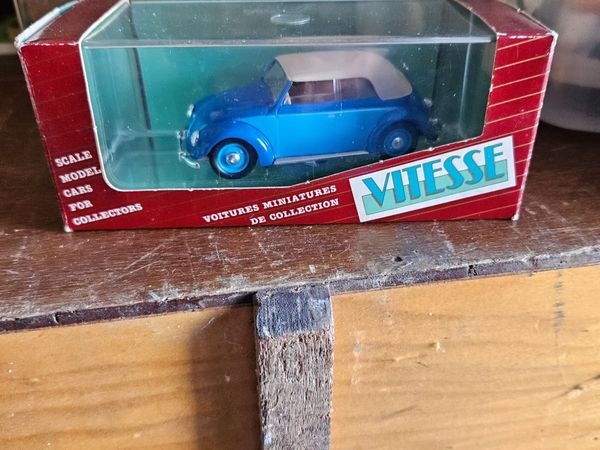 SCALE
MODEL
CARS
FOR
COLLECTORS
VOITURES MINIATURES
DE COLLECTION
VITESSE